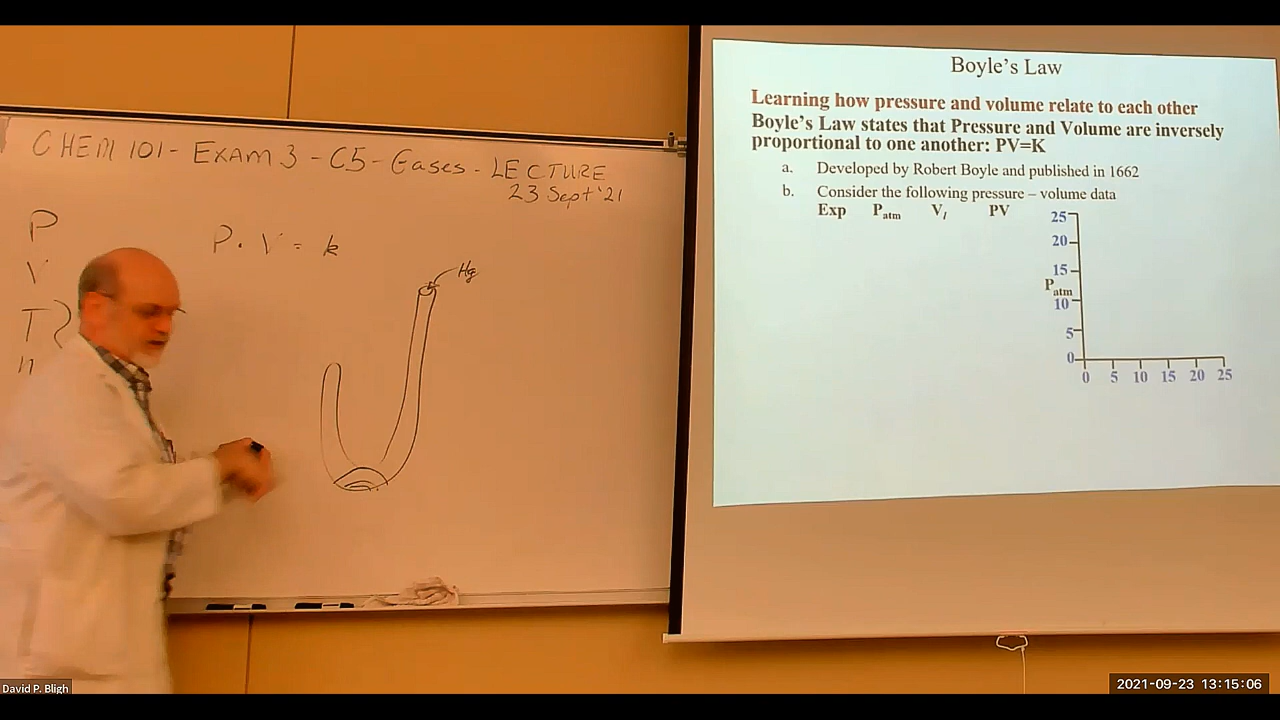 CHEM 101 - EXAM 3 - C5 - Gases - LECTURE
23 Sept '21
P
V
T
n
P · V = k
Hg
Boyle's Law
Learning how pressure and volume relate to each other
Boyle's Law states that Pressure and Volume are inversely
proportional to one another: PV=K
a. Developed by Robert Boyle and published in 1662
b. Consider the following pressure – volume data
Exp Patm Vl PV
25
20
15
Patm
10
5
0
0 5 10 15 20 25
David P. Bligh
2021-09-23 13:15:06